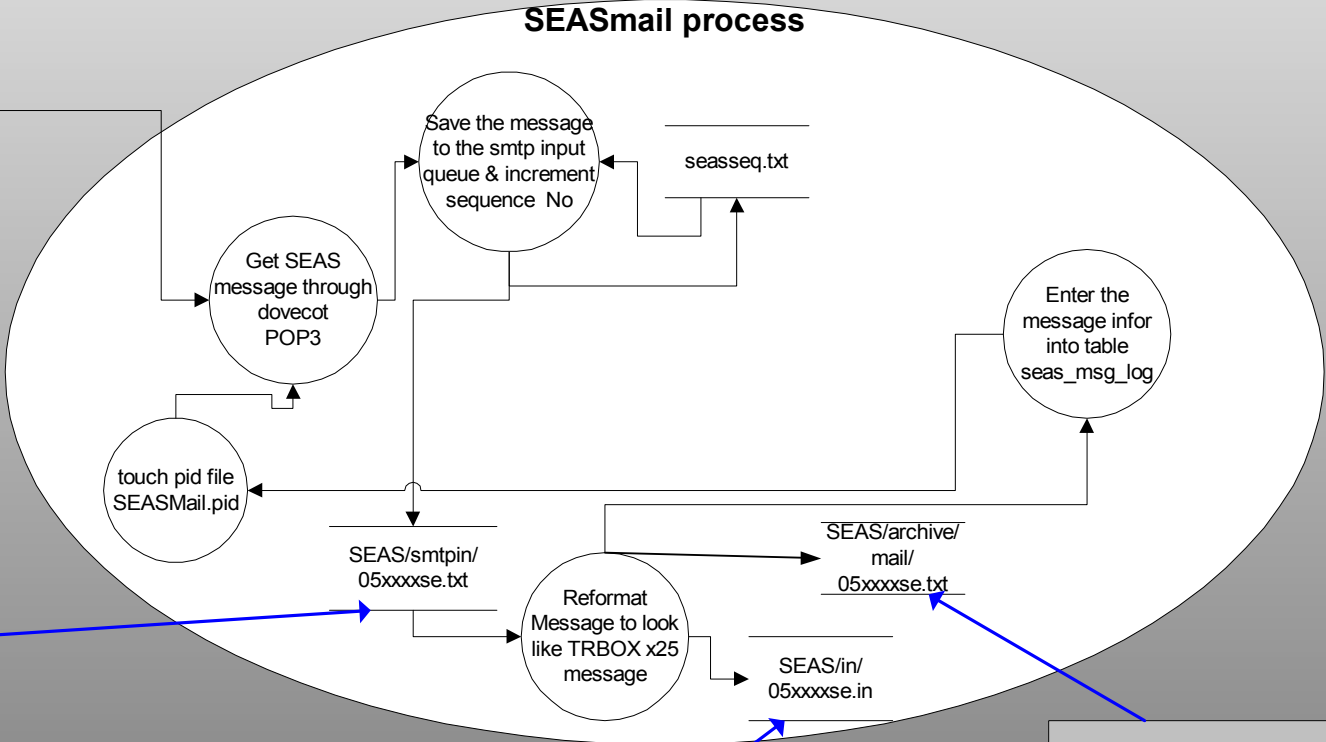 SEASmail process
Save the message
to the smtp input
queue & increment
sequence No
seasseq.txt
Get SEAS
message through
dovecot
POP3
Enter the
message infor
into table
seas_msg_log
touch pid file
SEASMail.pid
SEAS/smtpin/
05xxxxse.txt
Reformat
Message to look
like TRBOX x25
message
SEAS/archive/
mail/
05xxxxse.txt
SEAS/in/
05xxxxse.in